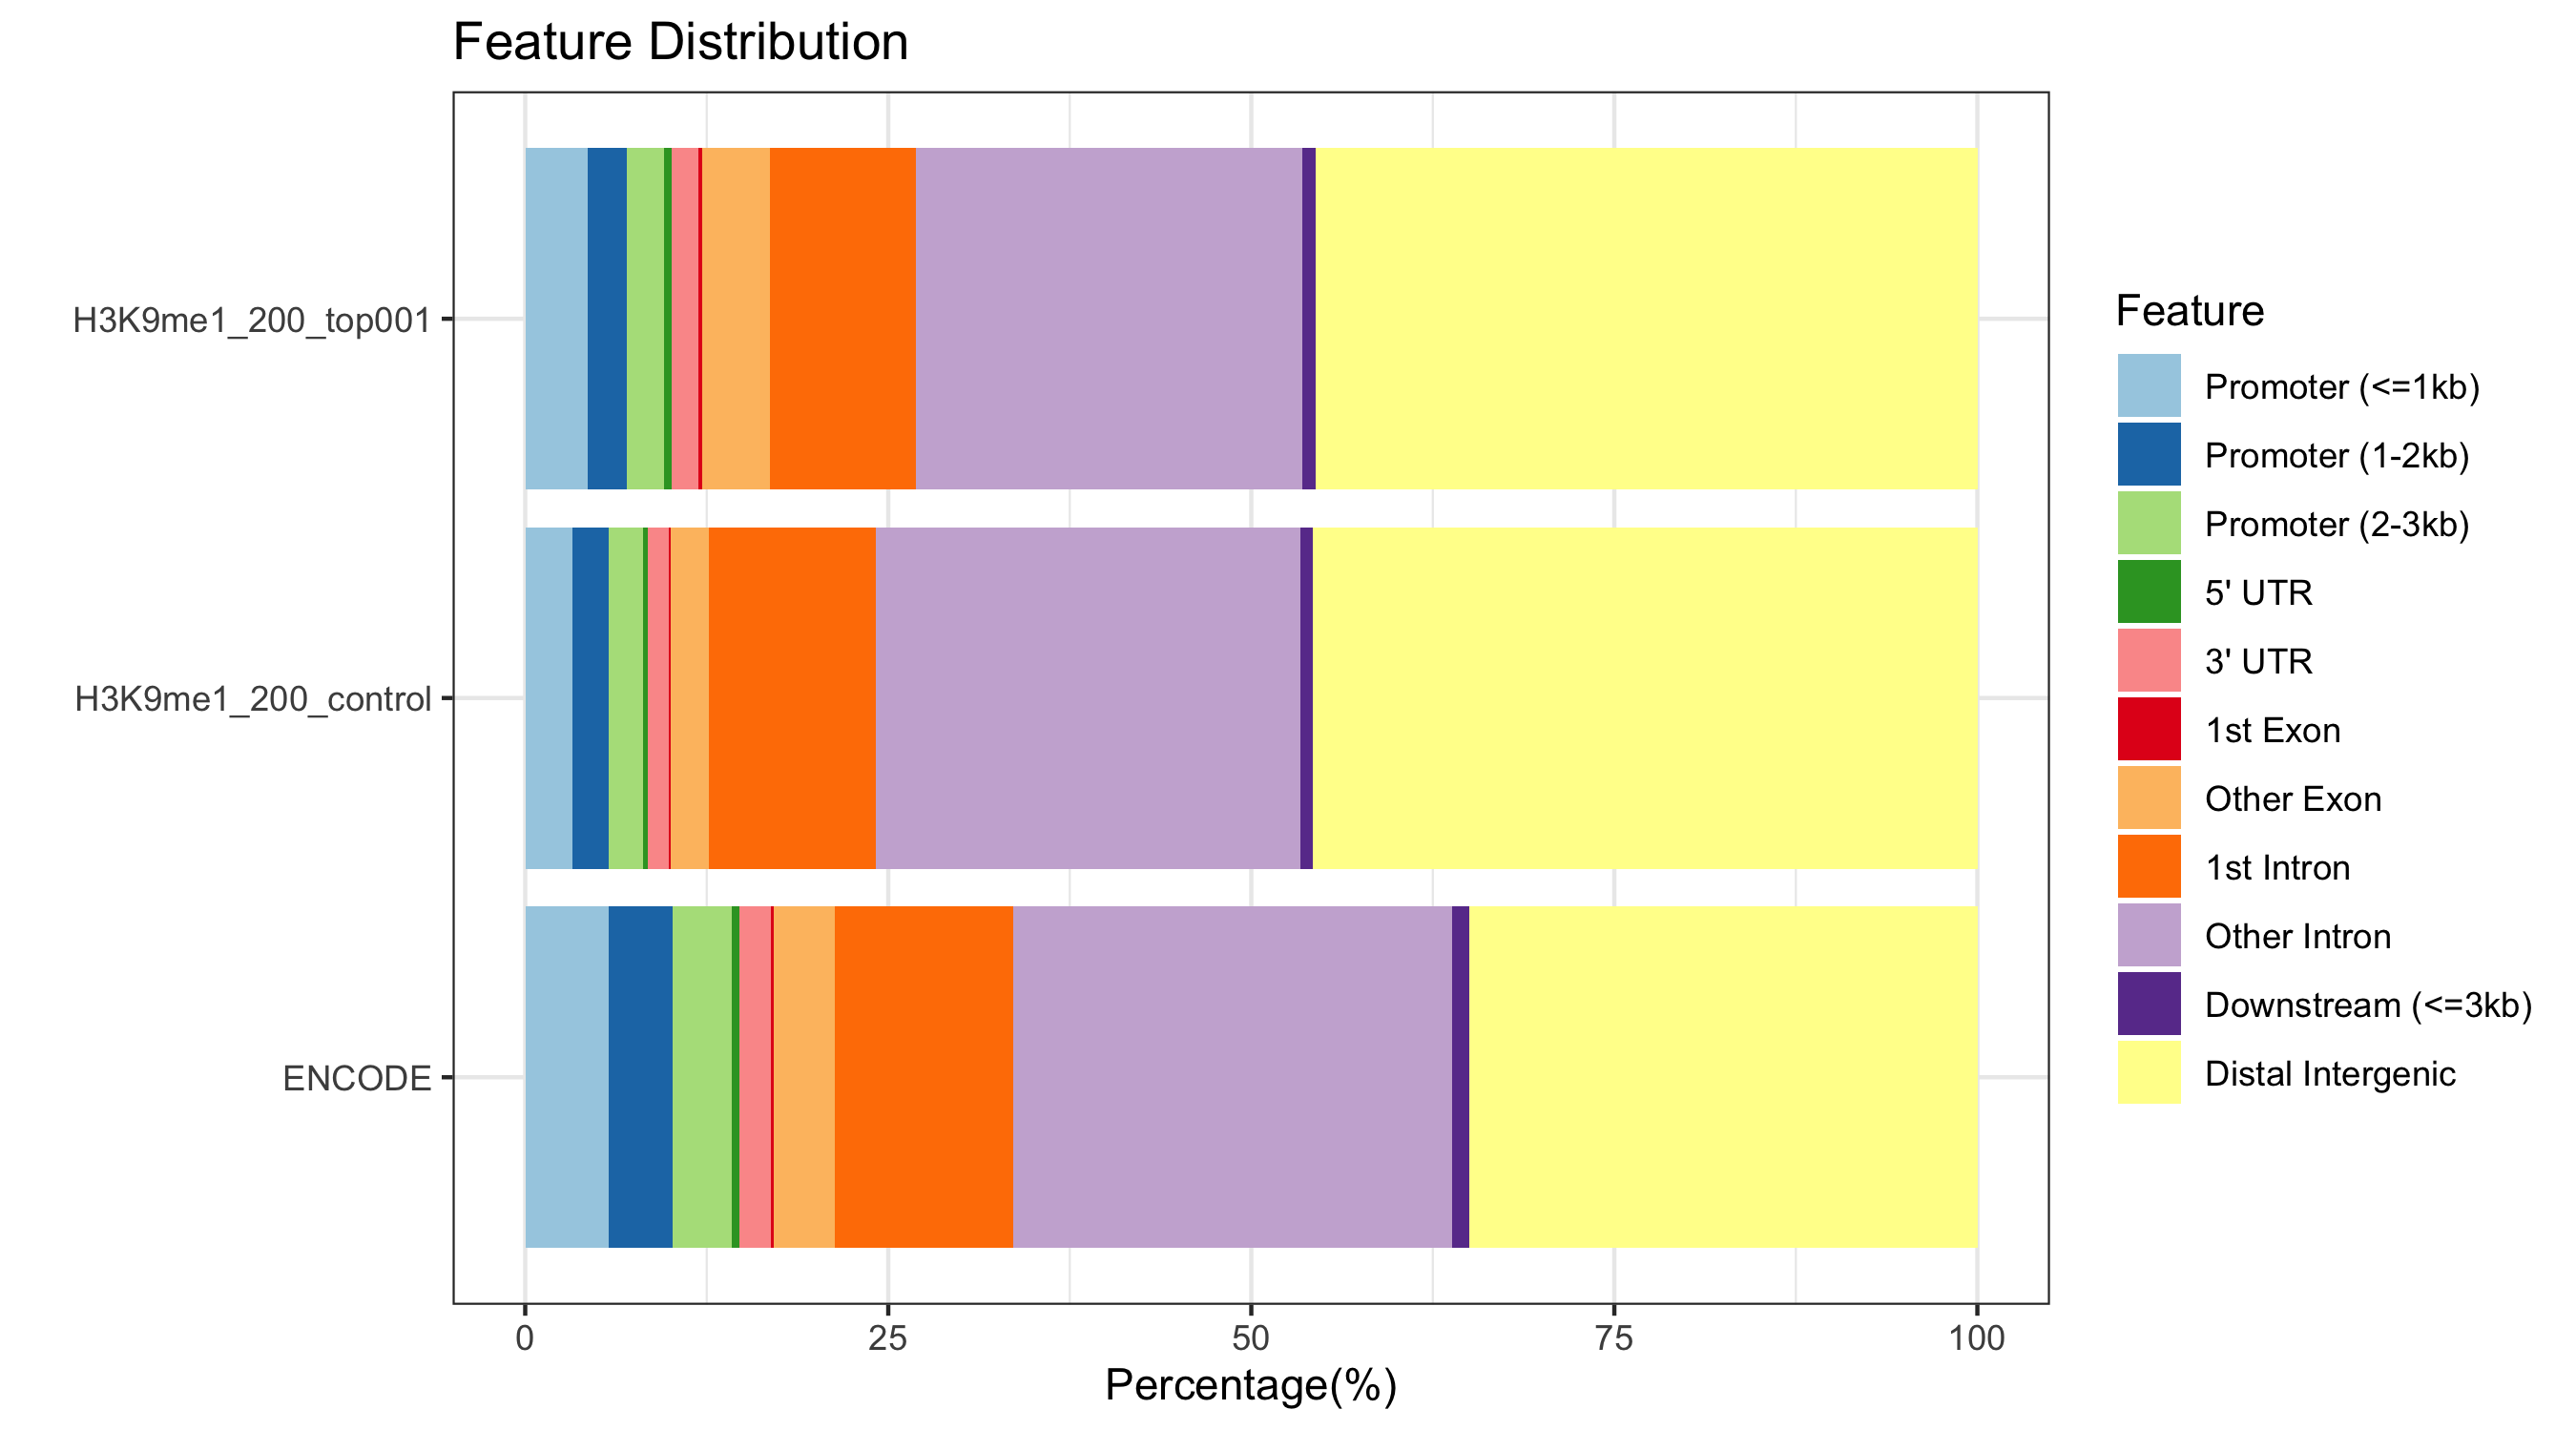 Feature Distribution
H3K9me1_200_top001
H3K9me1_200_control
ENCODE
0 25 50 75 100
Percentage(%)
Feature
Promoter (<=1kb)
Promoter (1-2kb)
Promoter (2-3kb)
5' UTR
3' UTR
1st Exon
Other Exon
1st Intron
Other Intron
Downstream (<=3kb)
Distal Intergenic